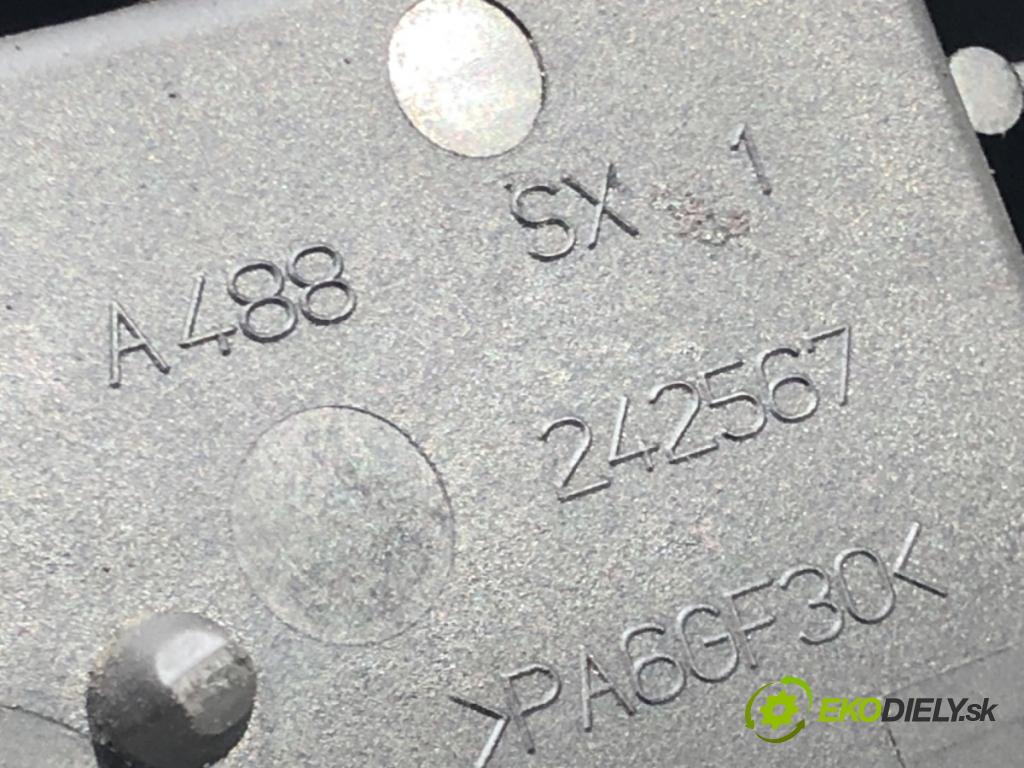 A488 SX 1
242567
>PA6GF30<
EKODIELY.sk